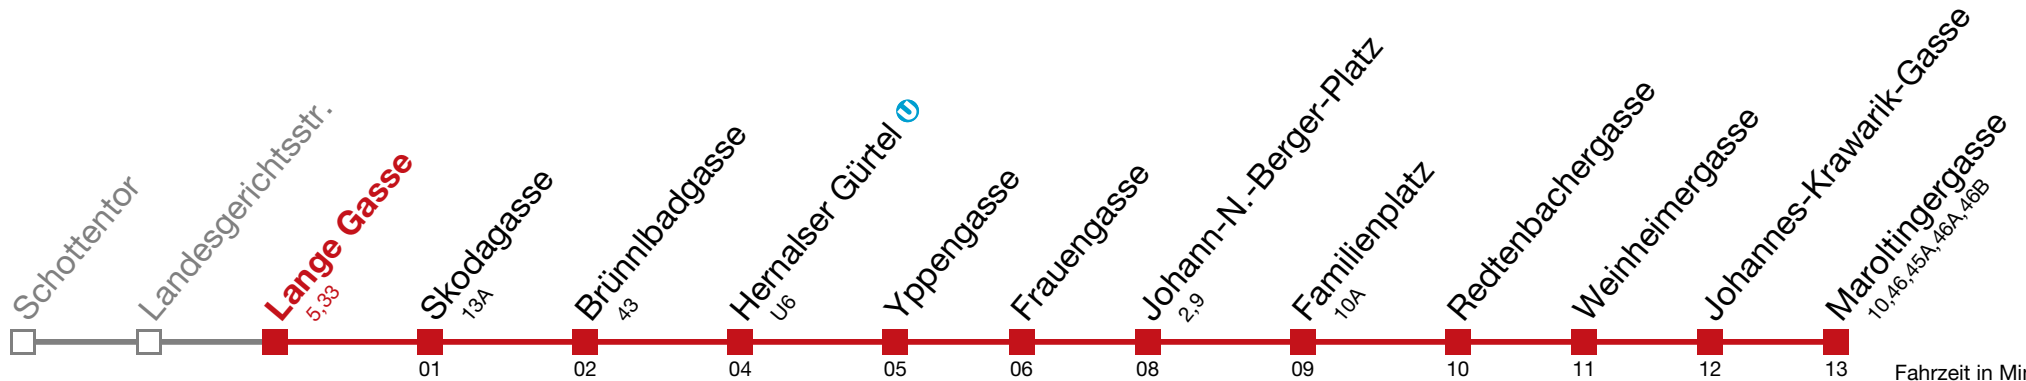 Schottentor
Landesgerichtsstr.
Lange Gasse
5,33
Skodagasse
13A
Brünnlbadgasse
43
Hernalser Gürtel U
U6
Yppengasse
Frauengasse
Johann-N.-Berger-Platz
2,9
Familienplatz
10A
Redtenbachergasse
Weinheimergasse
Johannes-Krawarik-Gasse
Maroltingergasse
10,46,45A,46A,46B
01 02 04 05 06 08 09 10 11 12 13 Fahrzeit in Min